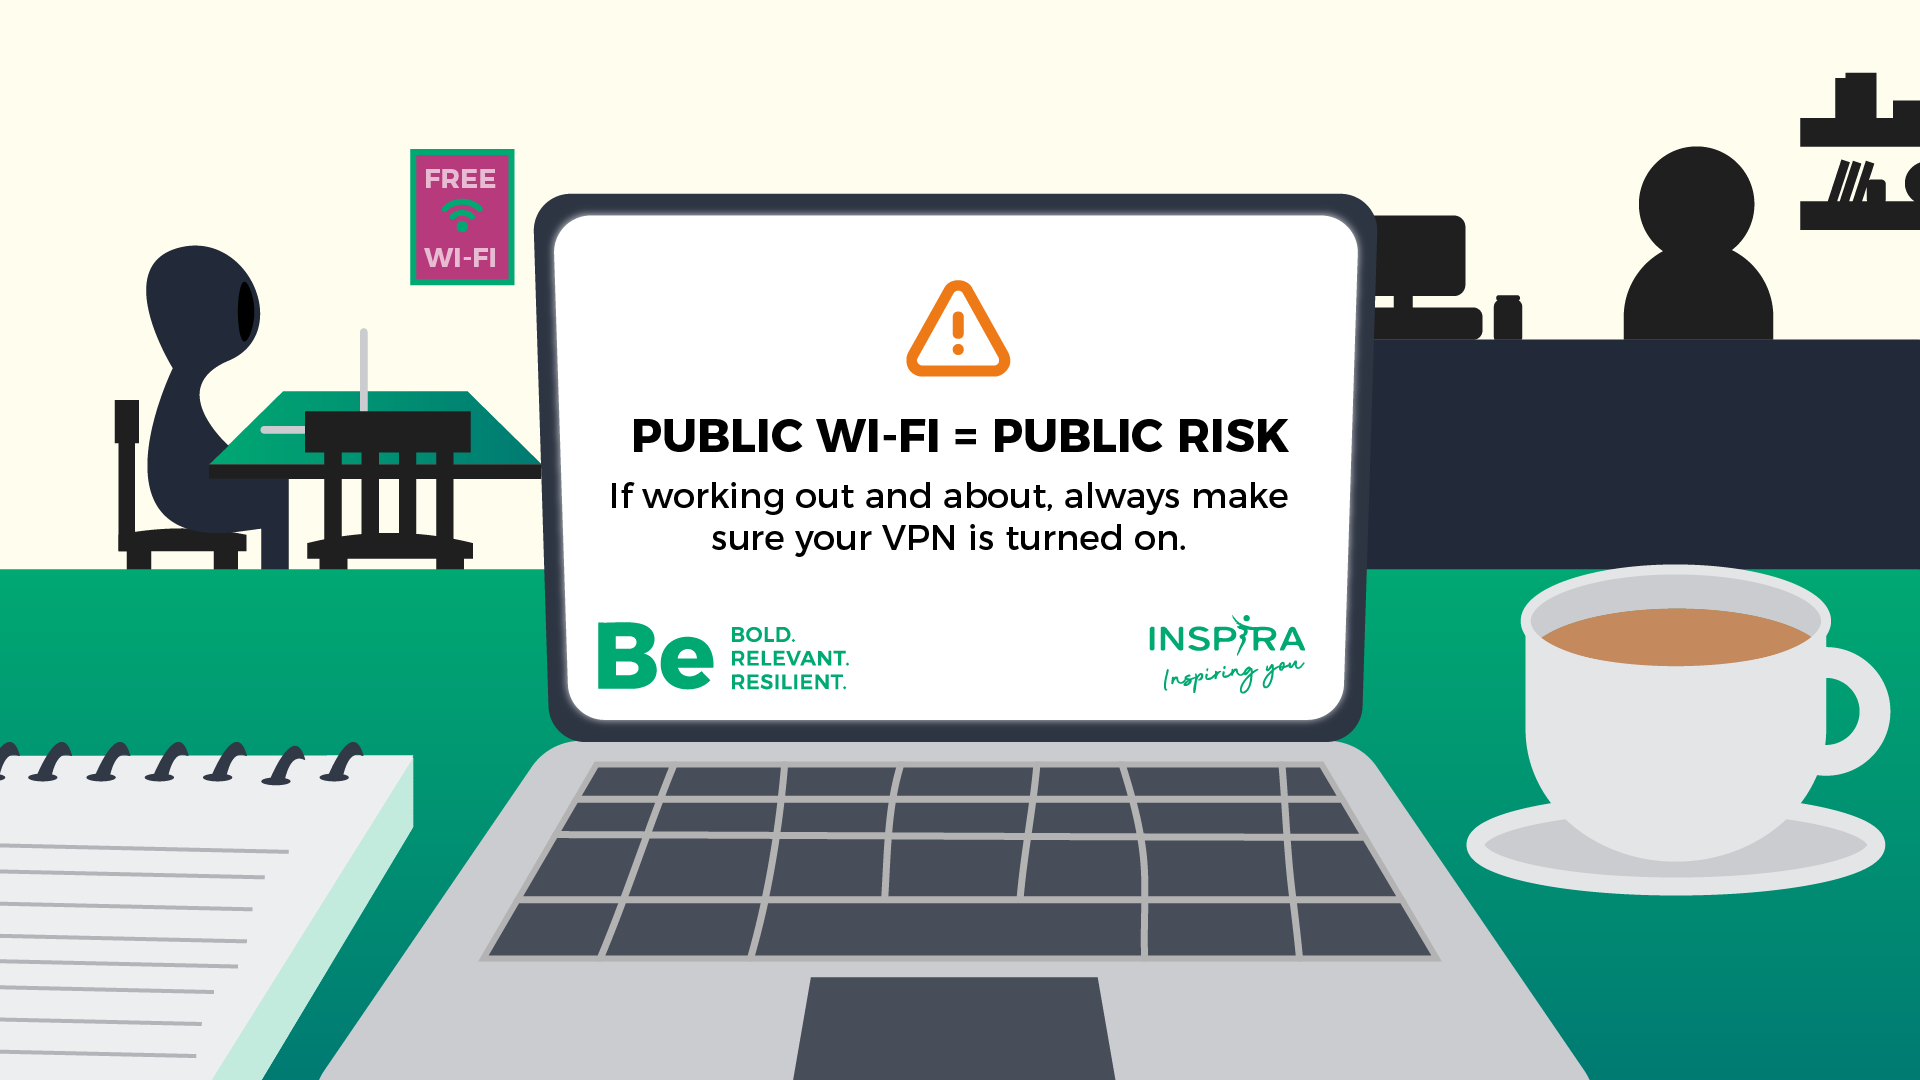 FREE
WI-FI
PUBLIC WI-FI = PUBLIC RISK
If working out and about, always make
sure your VPN is turned on.
Be
BOLD.
RELEVANT.
RESILIENT.
INSPIRA
Inspiring you